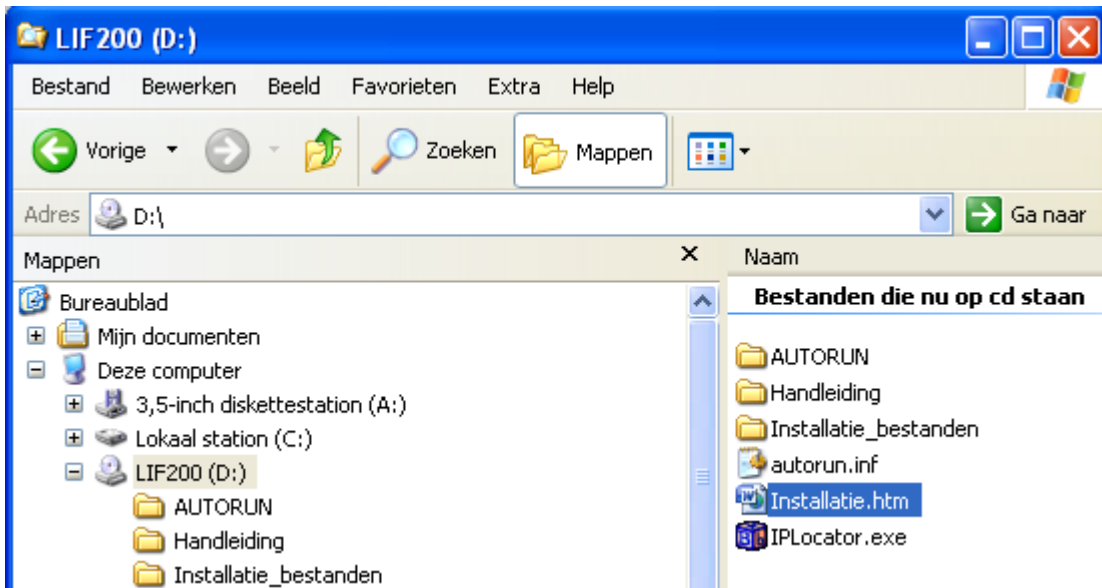 LIF200 (D:)
Bestand Bewerken Beeld Favorieten Extra Help
Vorige Zoeken Mappen
Adres D:\ Ga naar
Mappen
Bureaublad
Mijn documenten
Deze computer
3,5-inch diskettestation (A:)
Lokaal station (C:)
LIF200 (D:)
AUTORUN
Handleiding
Installatie_bestanden
Naam
Bestanden die nu op cd staan
AUTORUN
Handleiding
Installatie_bestanden
autorun.inf
Installatie.htm
IPLocator.exe